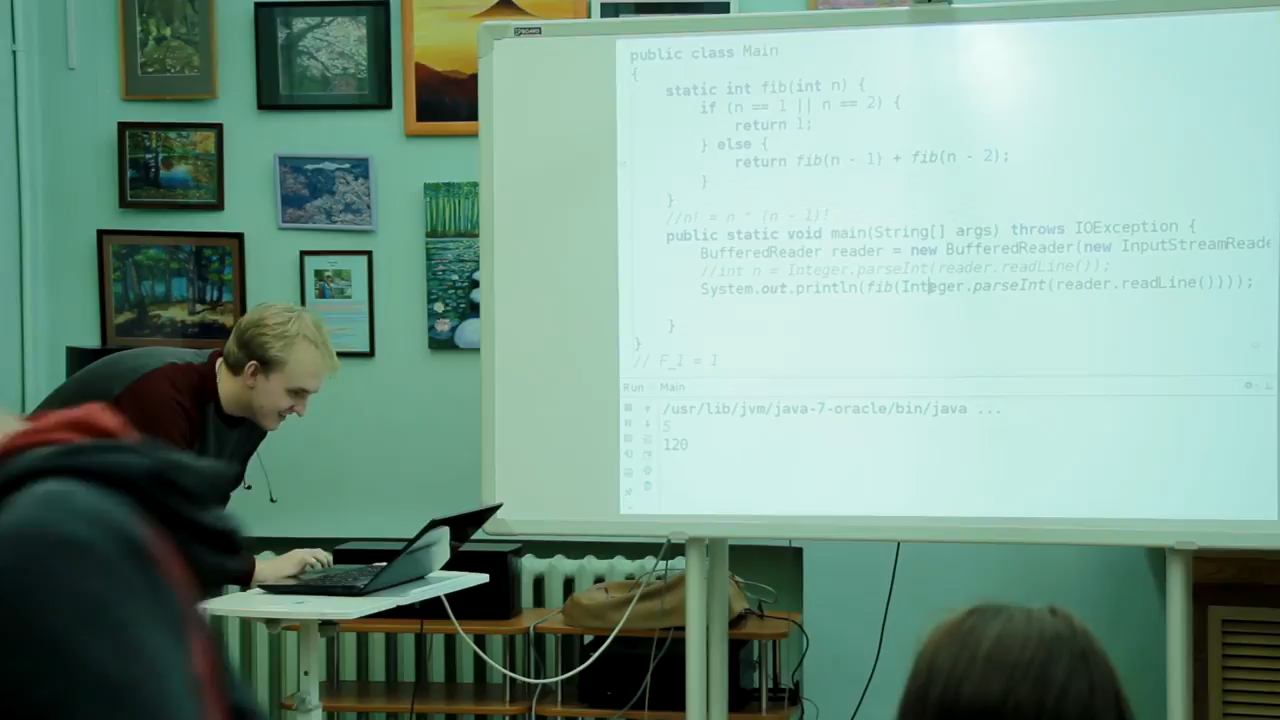 public class Main
{
static int fib(int n) {
if (n == 1 || n == 2) {
return 1;
} else {
return fib(n - 1) + fib(n - 2);
}
}
//n! = n * (n - 1)!
public static void main(String[] args) throws IOException {
BufferedReader reader = new BufferedReader(new InputStreamReade
//int n = Integer.parseInt(reader.readLine());
System.out.println(fib(Integer.parseInt(reader.readLine())));
}
}
// F_1 = 1
Run Main
/usr/lib/jvm/java-7-oracle/bin/java ...
5
120